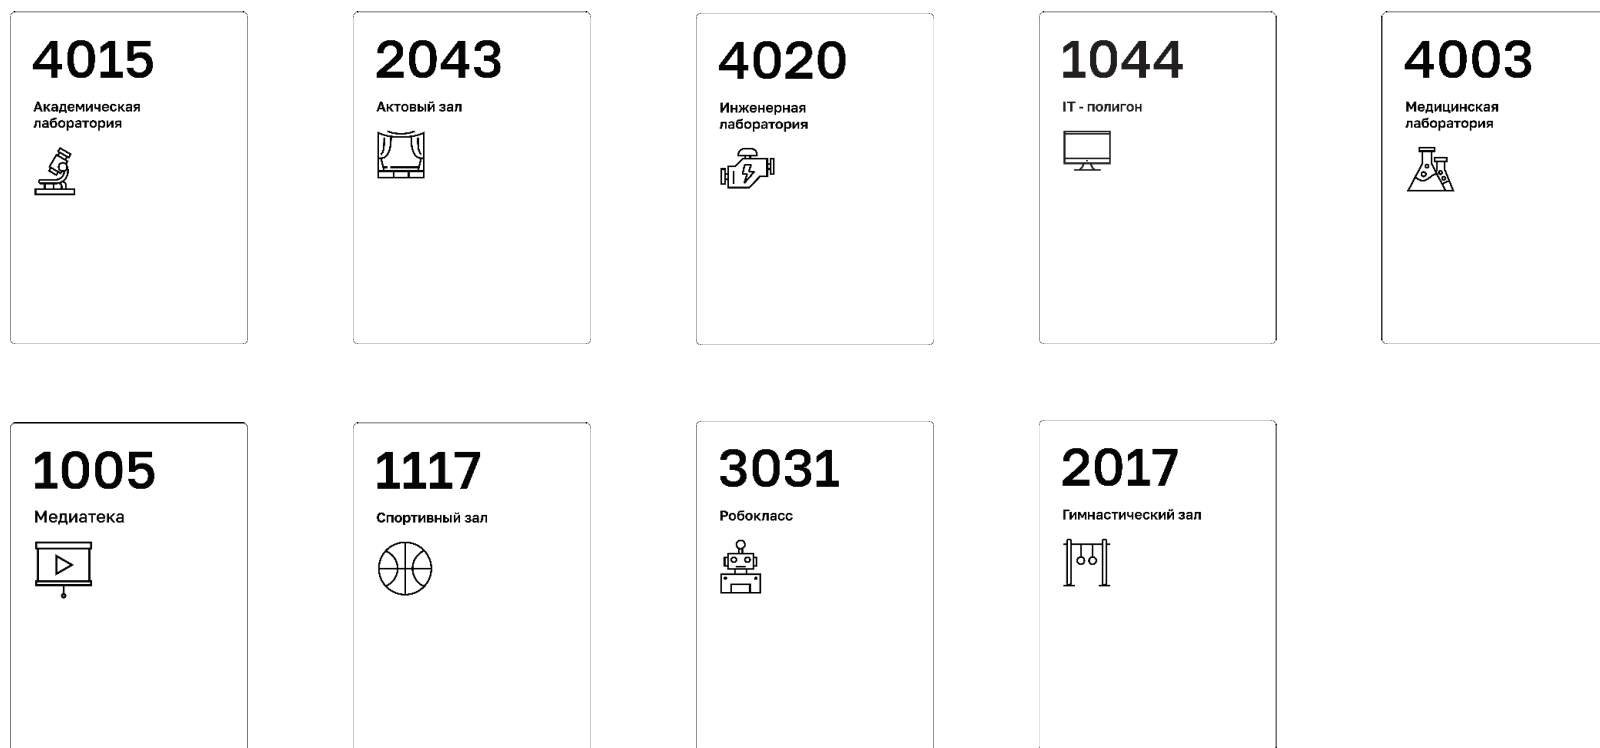 4015
Академическая
лаборатория
2043
Актовый зал
4020
Инженерная
лаборатория
1044
IT - полигон
4003
Медицинская
лаборатория
1005
Медиатека
1117
Спортивный зал
3031
Робокласс
2017
Гимнастический зал